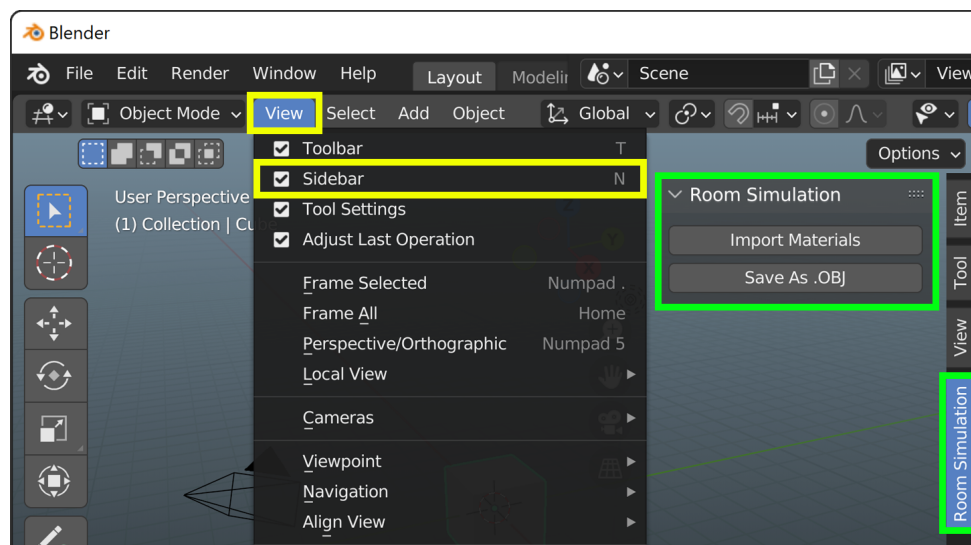 Blender
File Edit Render Window Help Layout Modelin Scene View
Object Mode View Select Add Object Global
Options
User Perspective
(1) Collection | Cube
Toolbar T
Sidebar N
Tool Settings
Adjust Last Operation
Frame Selected Numpad .
Frame All Home
Perspective/Orthographic Numpad 5
Local View
Cameras
Viewpoint
Navigation
Align View
Room Simulation
Import Materials
Save As .OBJ
Item
Tool
View
Room Simulation